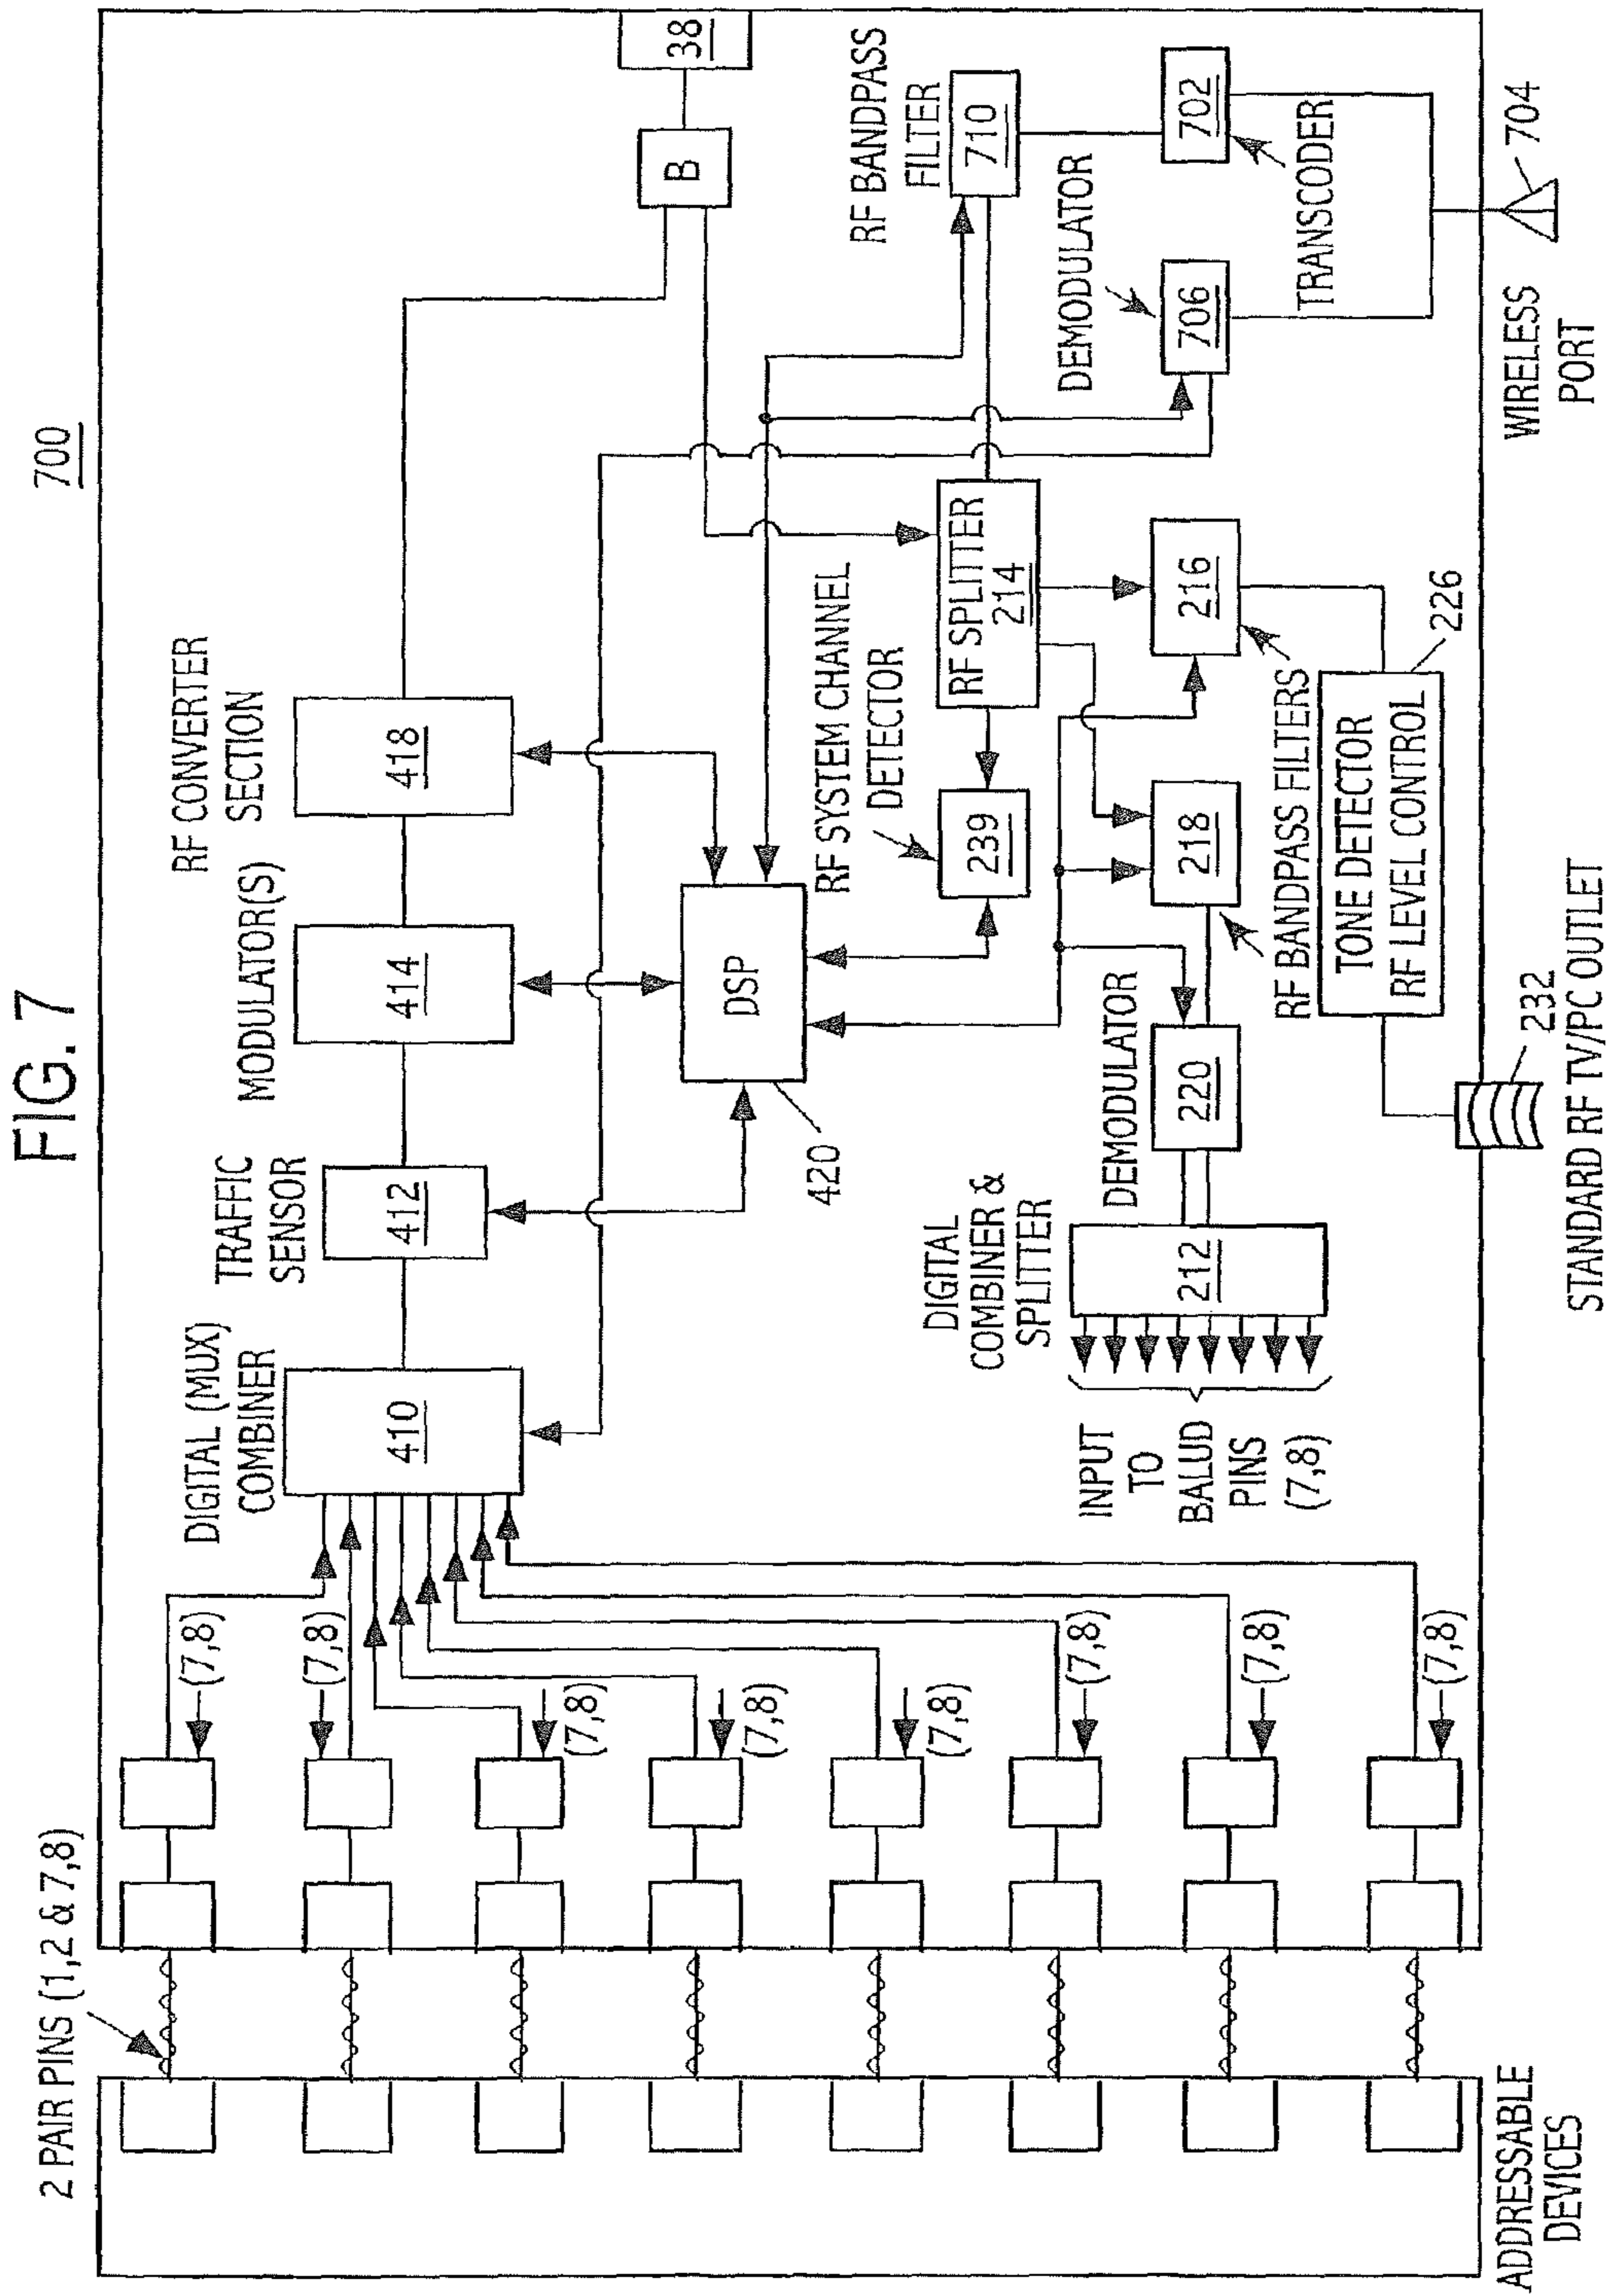 FIG. 7
700
2 PAIR PINS (1,2 & 7,8)
ADDRESSABLE
DEVICES
(7,8)
(7,8)
(7,8)
(7,8)
(7,8)
(7,8)
(7,8)
(7,8)
DIGITAL (MUX)
COMBINER
410
TRAFFIC
SENSOR
412
MODULATOR(S)
414
RF CONVERTER
SECTION
418
B
38
DSP
420
RF SYSTEM CHANNEL
DETECTOR
239
RF SPLITTER
214
RF BANDPASS
FILTER
710
DEMODULATOR
706
702
TRANSCODER
704
WIRELESS
PORT
DIGITAL
COMBINER &
SPLITTER
212
INPUT
TO
BALUD
PINS
(7,8)
DEMODULATOR
220
218
216
RF BANDPASS FILTERS
TONE DETECTOR
RF LEVEL CONTROL
226
232
STANDARD RF TV/PC OUTLET